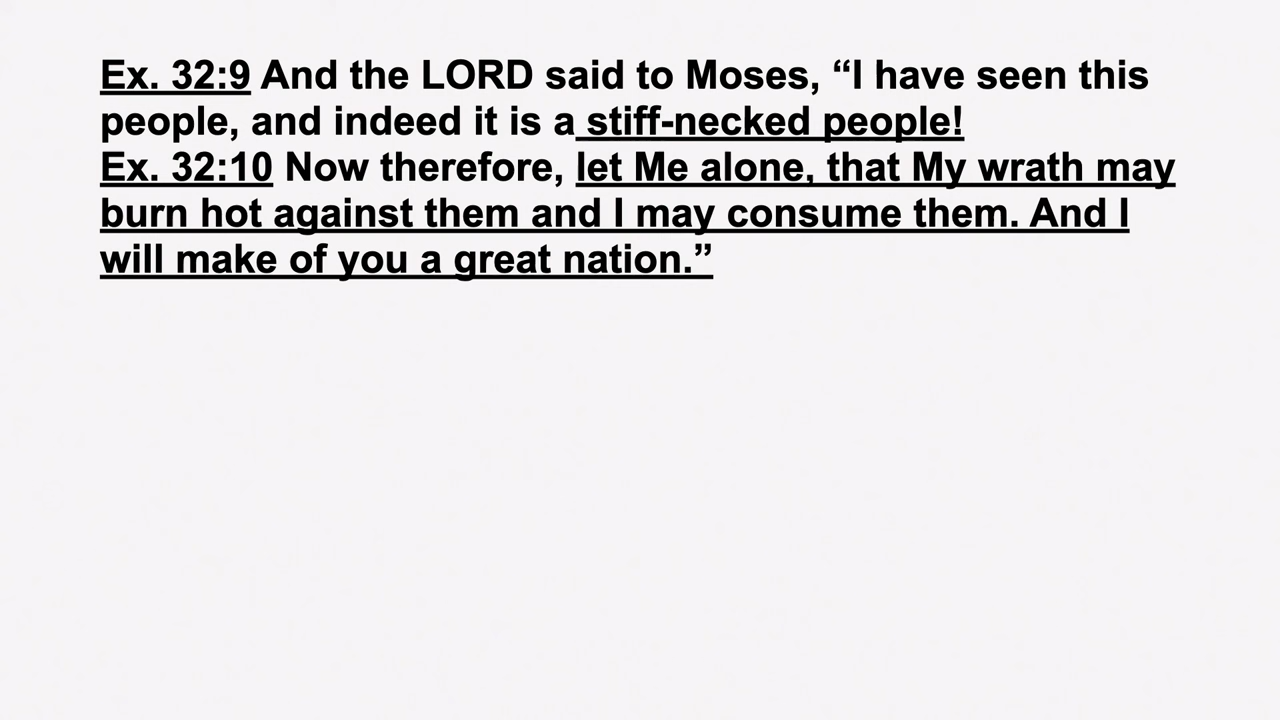 Ex. 32:9 And the LORD said to Moses, “I have seen this
people, and indeed it is a stiff-necked people!
Ex. 32:10 Now therefore, let Me alone, that My wrath may
burn hot against them and I may consume them. And I
will make of you a great nation.”